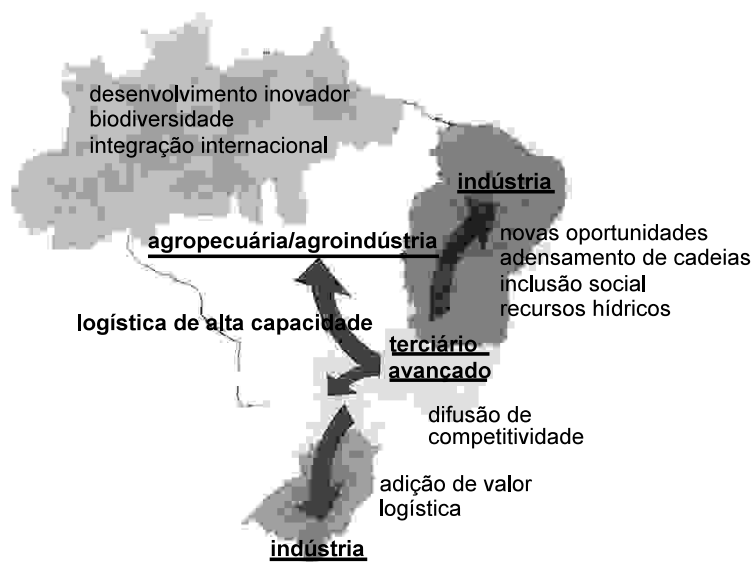 desenvolvimento inovador
biodiversidade
integração internacional
indústria
agropecuária/agroindústria
novas oportunidades
adensamento de cadeias
inclusão social
recursos hídricos
logística de alta capacidade
terciário
avançado
difusão de
competitividade
adição de valor
logística
indústria